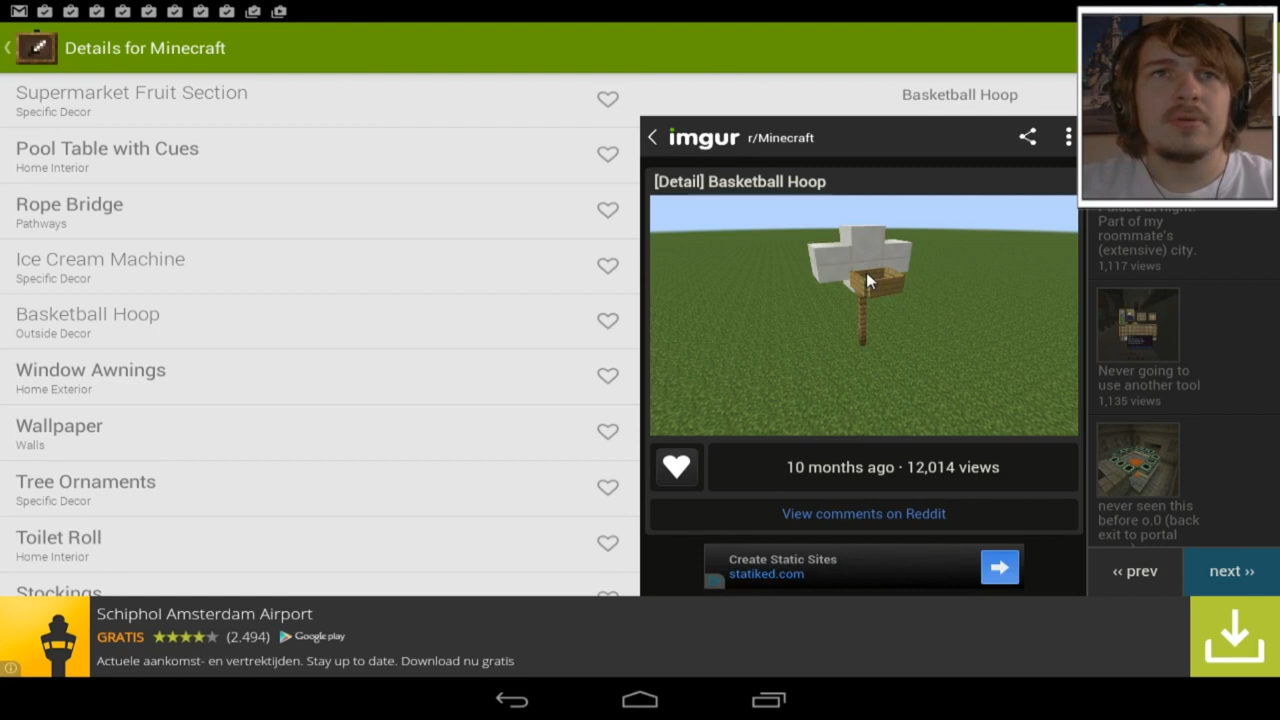 Details for Minecraft
Supermarket Fruit Section
Specific Decor
Pool Table with Cues
Home Interior
Rope Bridge
Pathways
Ice Cream Machine
Specific Decor
Basketball Hoop
Outside Decor
Window Awnings
Home Exterior
Wallpaper
Walls
Tree Ornaments
Specific Decor
Toilet Roll
Home Interior
Stockings
Basketball Hoop
imgur r/Minecraft
[Detail] Basketball Hoop
10 months ago · 12,014 views
View comments on Reddit
Create Static Sites
statiked.com
Palace at night.
Part of my
roommate's
(extensive) city.
1,117 views
Never going to
use another tool
1,135 views
never seen this
before o.0 (back
exit to portal
‹‹ prev
next ››
Schiphol Amsterdam Airport
GRATIS (2.494) Google play
Actuele aankomst- en vertrektijden. Stay up to date. Download nu gratis